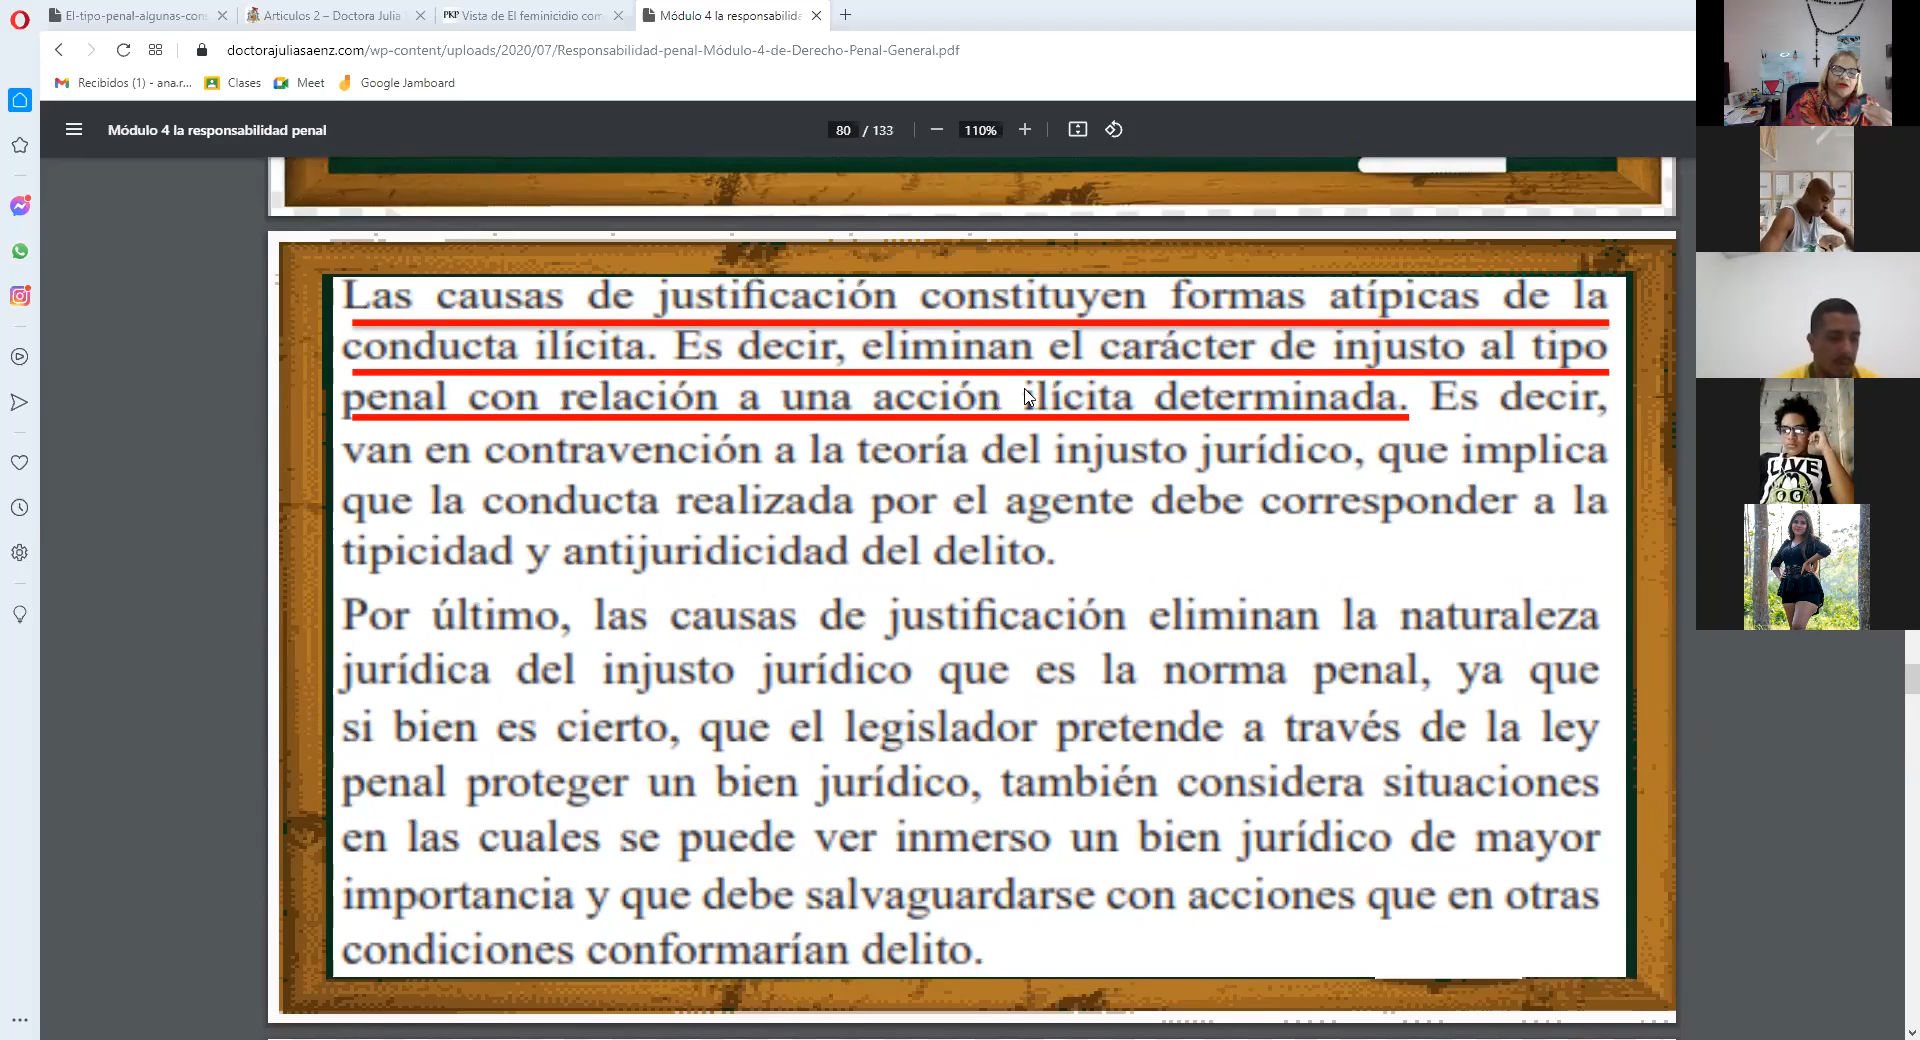 El-tipo-penal-algunas-cons
Articulos 2 – Doctora Julia
PKP Vista de El feminicidio com
Módulo 4 la responsabilida
doctorajuliasaenz.com/wp-content/uploads/2020/07/Responsabilidad-penal-Módulo-4-de-Derecho-Penal-General.pdf
Recibidos (1) - ana.r... Clases Meet Google Jamboard
Módulo 4 la responsabilidad penal 80 / 133 110%
Las causas de justificación constituyen formas atípicas de la
conducta ilícita. Es decir, eliminan el carácter de injusto al tipo
penal con relación a una acción ilícita determinada. Es decir,
van en contravención a la teoría del injusto jurídico, que implica
que la conducta realizada por el agente debe corresponder a la
tipicidad y antijuridicidad del delito.
Por último, las causas de justificación eliminan la naturaleza
jurídica del injusto jurídico que es la norma penal, ya que
si bien es cierto, que el legislador pretende a través de la ley
penal proteger un bien jurídico, también considera situaciones
en las cuales se puede ver inmerso un bien jurídico de mayor
importancia y que debe salvaguardarse con acciones que en otras
condiciones conformarían delito.
LIVE